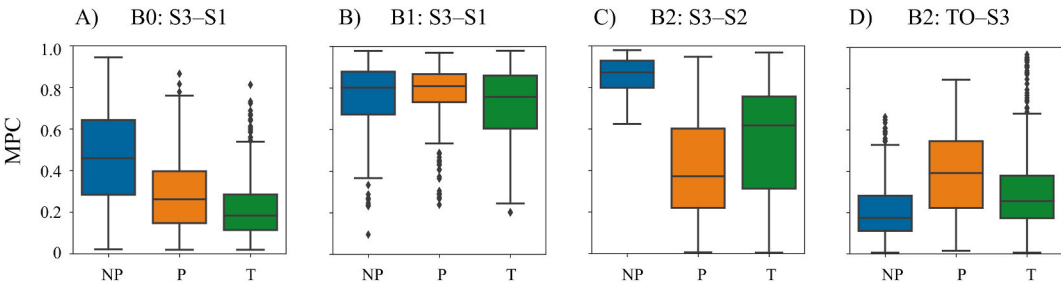 A) B0: S3–S1
B) B1: S3–S1
C) B2: S3–S2
D) B2: TO–S3
MPC
1.0
0.8
0.6
0.4
0.2
0
NP P T
NP P T
NP P T
NP P T